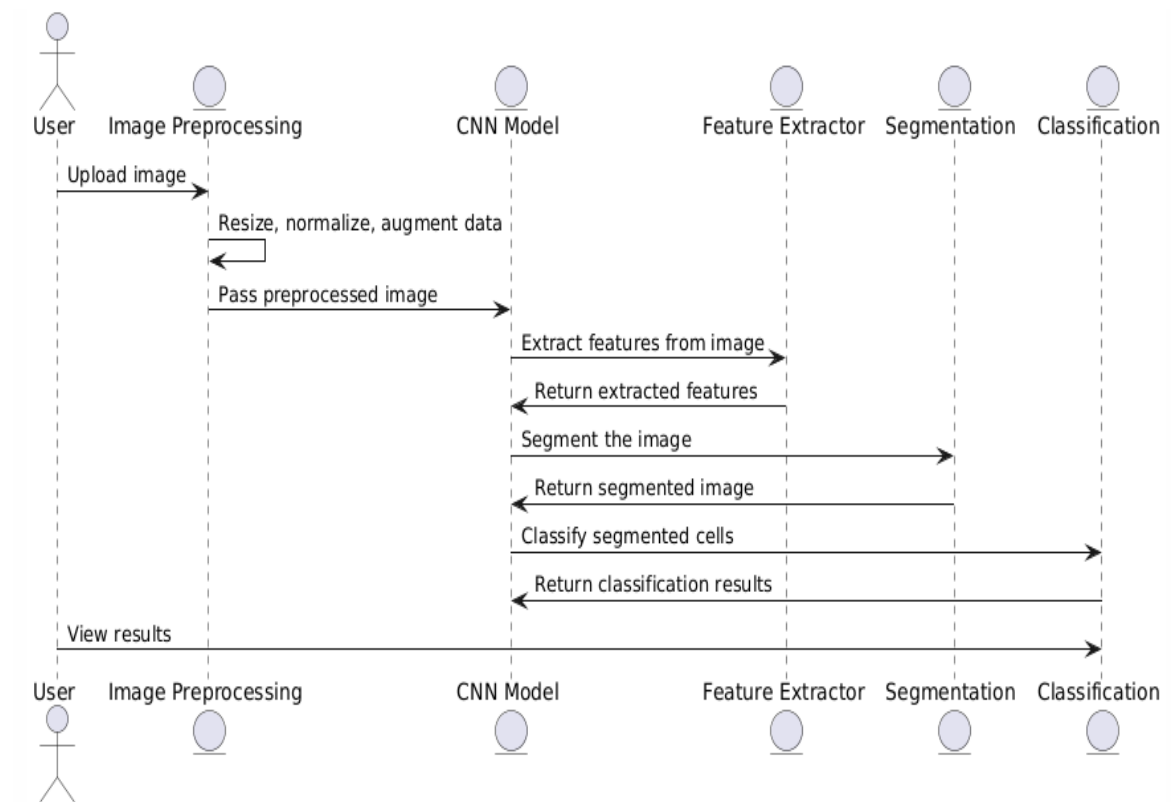 User Image Preprocessing CNN Model Feature Extractor Segmentation Classification
Upload image
Resize, normalize, augment data
Pass preprocessed image
Extract features from image
Return extracted features
Segment the image
Return segmented image
Classify segmented cells
Return classification results
View results
User Image Preprocessing CNN Model Feature Extractor Segmentation Classification